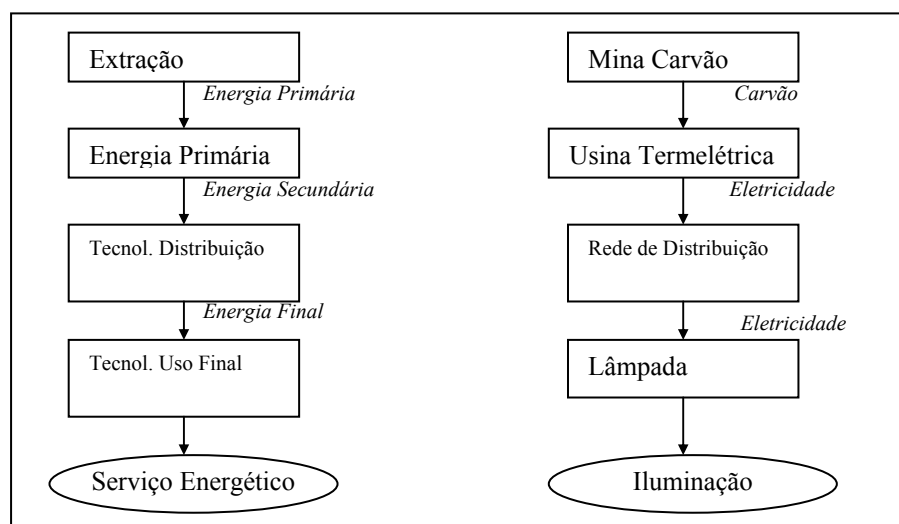 Extração
Energia Primária
Energia Primária
Energia Secundária
Tecnol. Distribuição
Energia Final
Tecnol. Uso Final
Serviço Energético
Mina Carvão
Carvão
Usina Termelétrica
Eletricidade
Rede de Distribuição
Eletricidade
Lâmpada
Iluminação